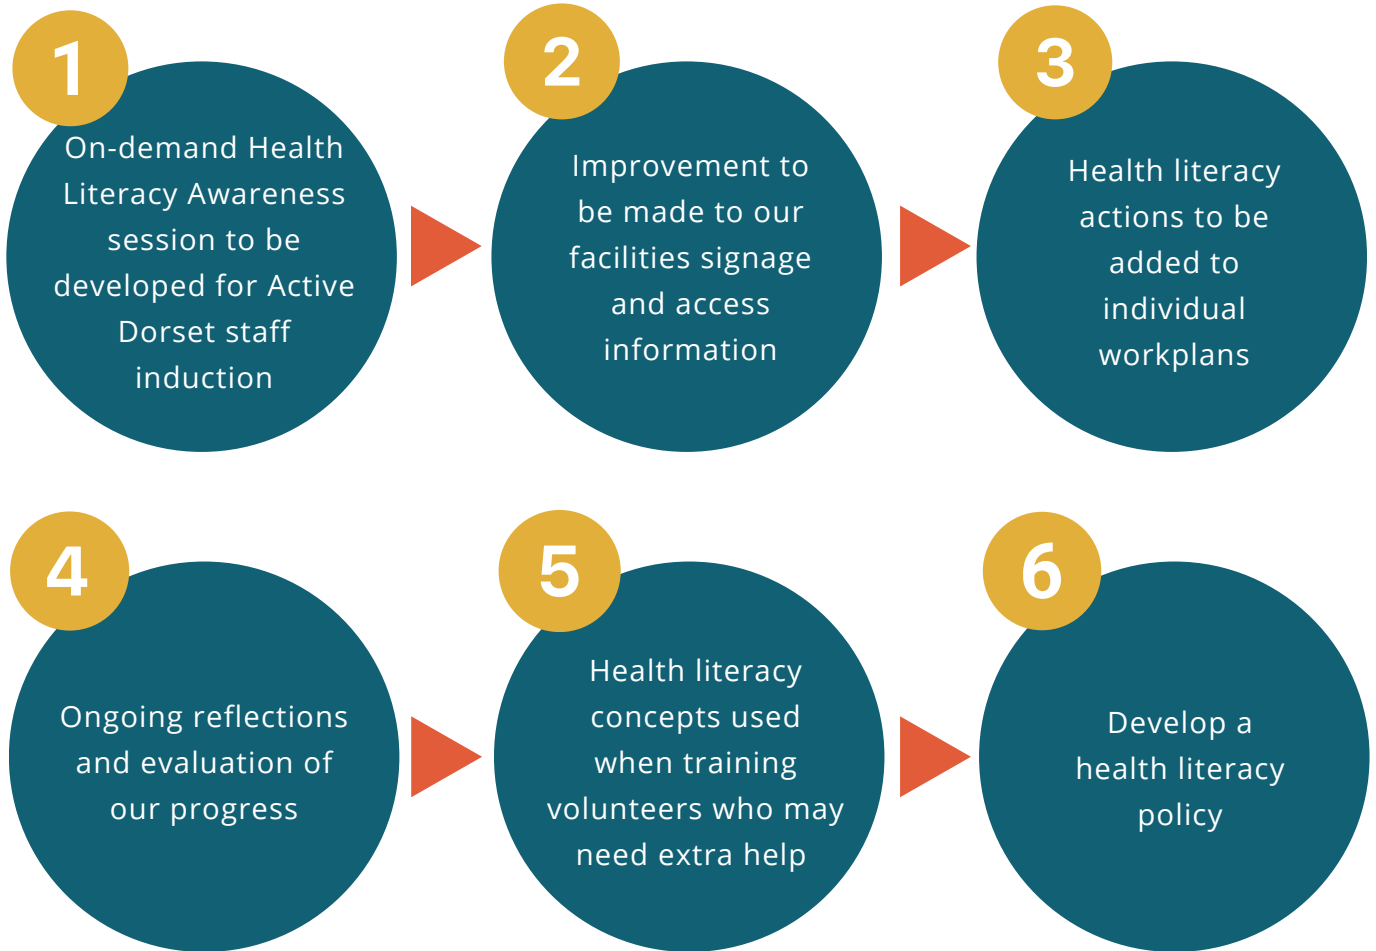 1
On-demand Health
Literacy Awareness
session to be
developed for Active
Dorset staff
induction
2
Improvement to
be made to our
facilities signage
and access
information
3
Health literacy
actions to be
added to
individual
workplans
4
Ongoing reflections
and evaluation of
our progress
5
Health literacy
concepts used
when training
volunteers who may
need extra help
6
Develop a
health literacy
policy